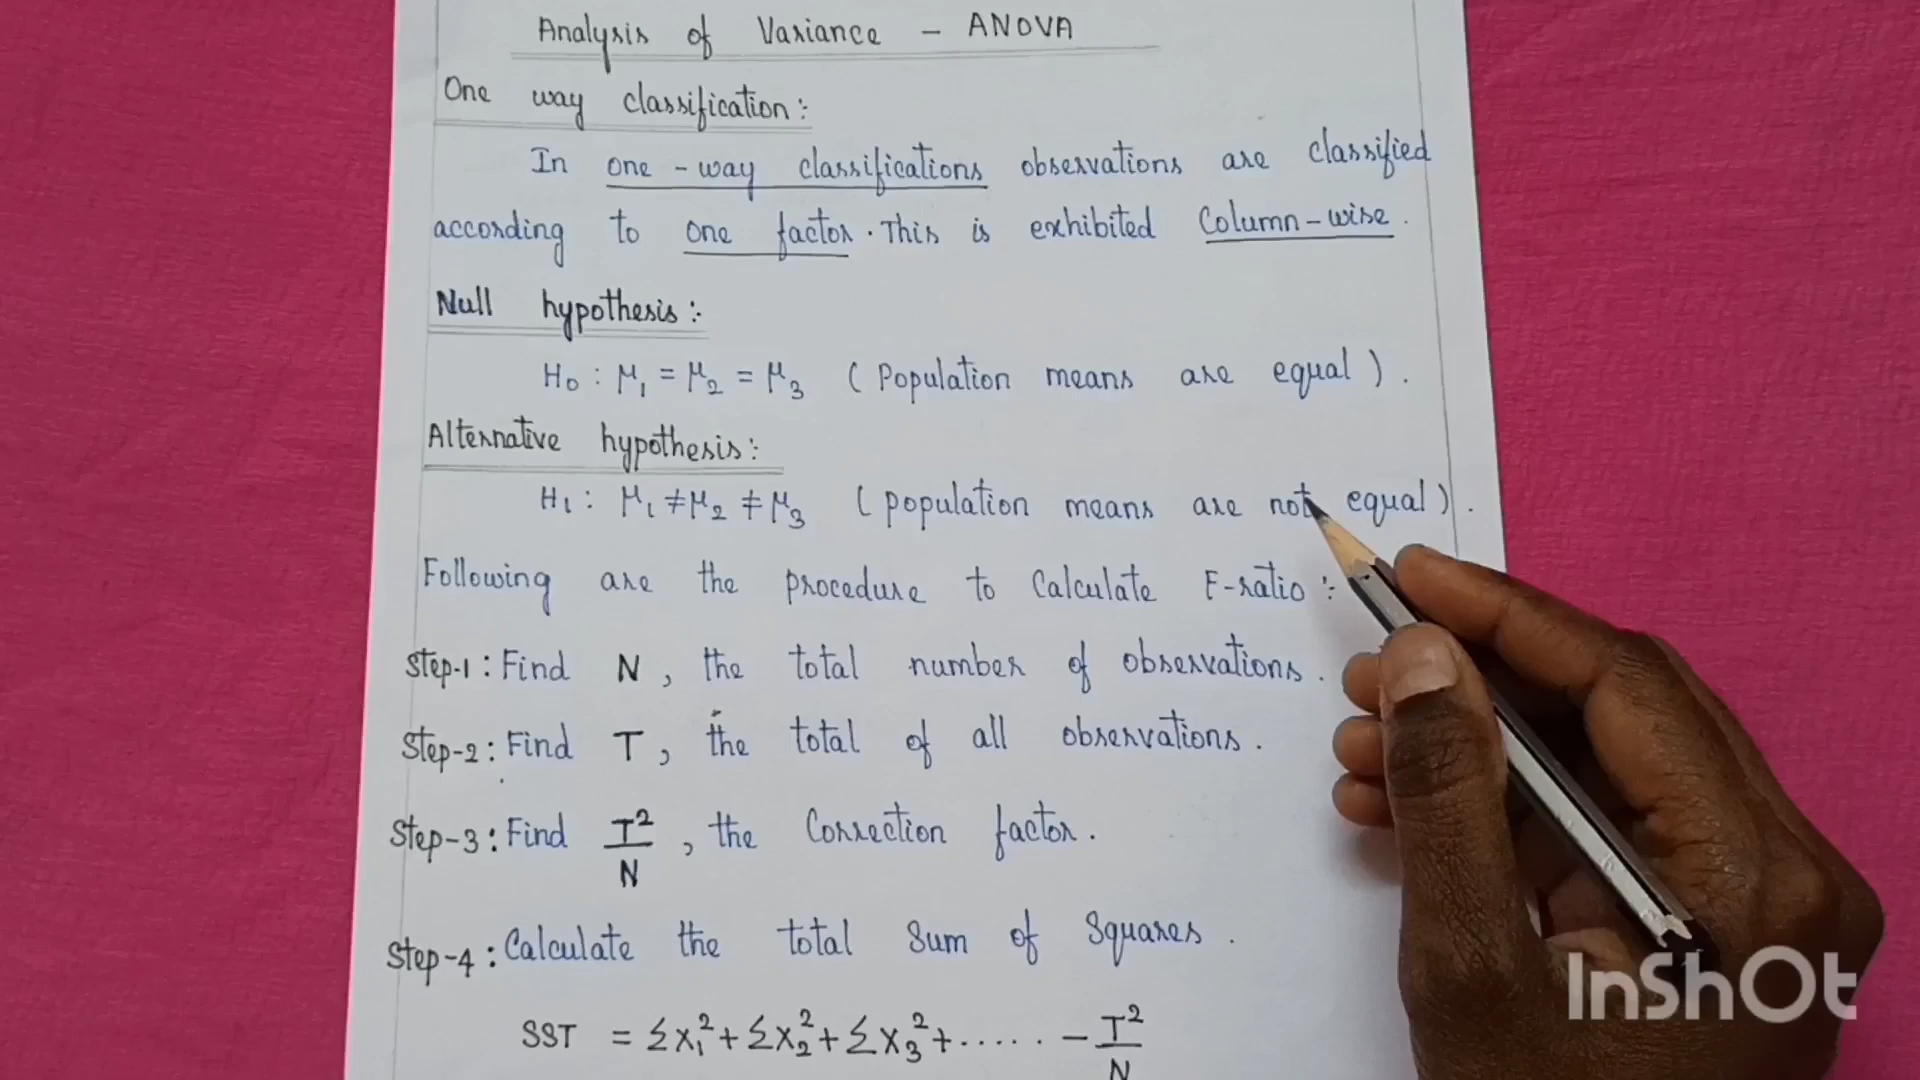 Analysis of Variance - ANOVA
One way classification:
In one-way classifications observations are classified
according to one factor. This is exhibited Column-wise.
Null hypothesis:
H₀ : μ₁ = μ₂ = μ₃ (Population means are equal).
Alternative hypothesis:
H₁ : μ₁ ≠ μ₂ ≠ μ₃ (population means are not equal).
Following are the procedure to Calculate F-ratio :-
Step-1 : Find N, the total number of observations.
Step-2 : Find T, the total of all observations.
Step-3 : Find T²/N, the Correction factor.
Step-4 : Calculate the total Sum of Squares.
SST = Σx₁² + Σx₂² + Σx₃² + ...... - T²/N
InShOt